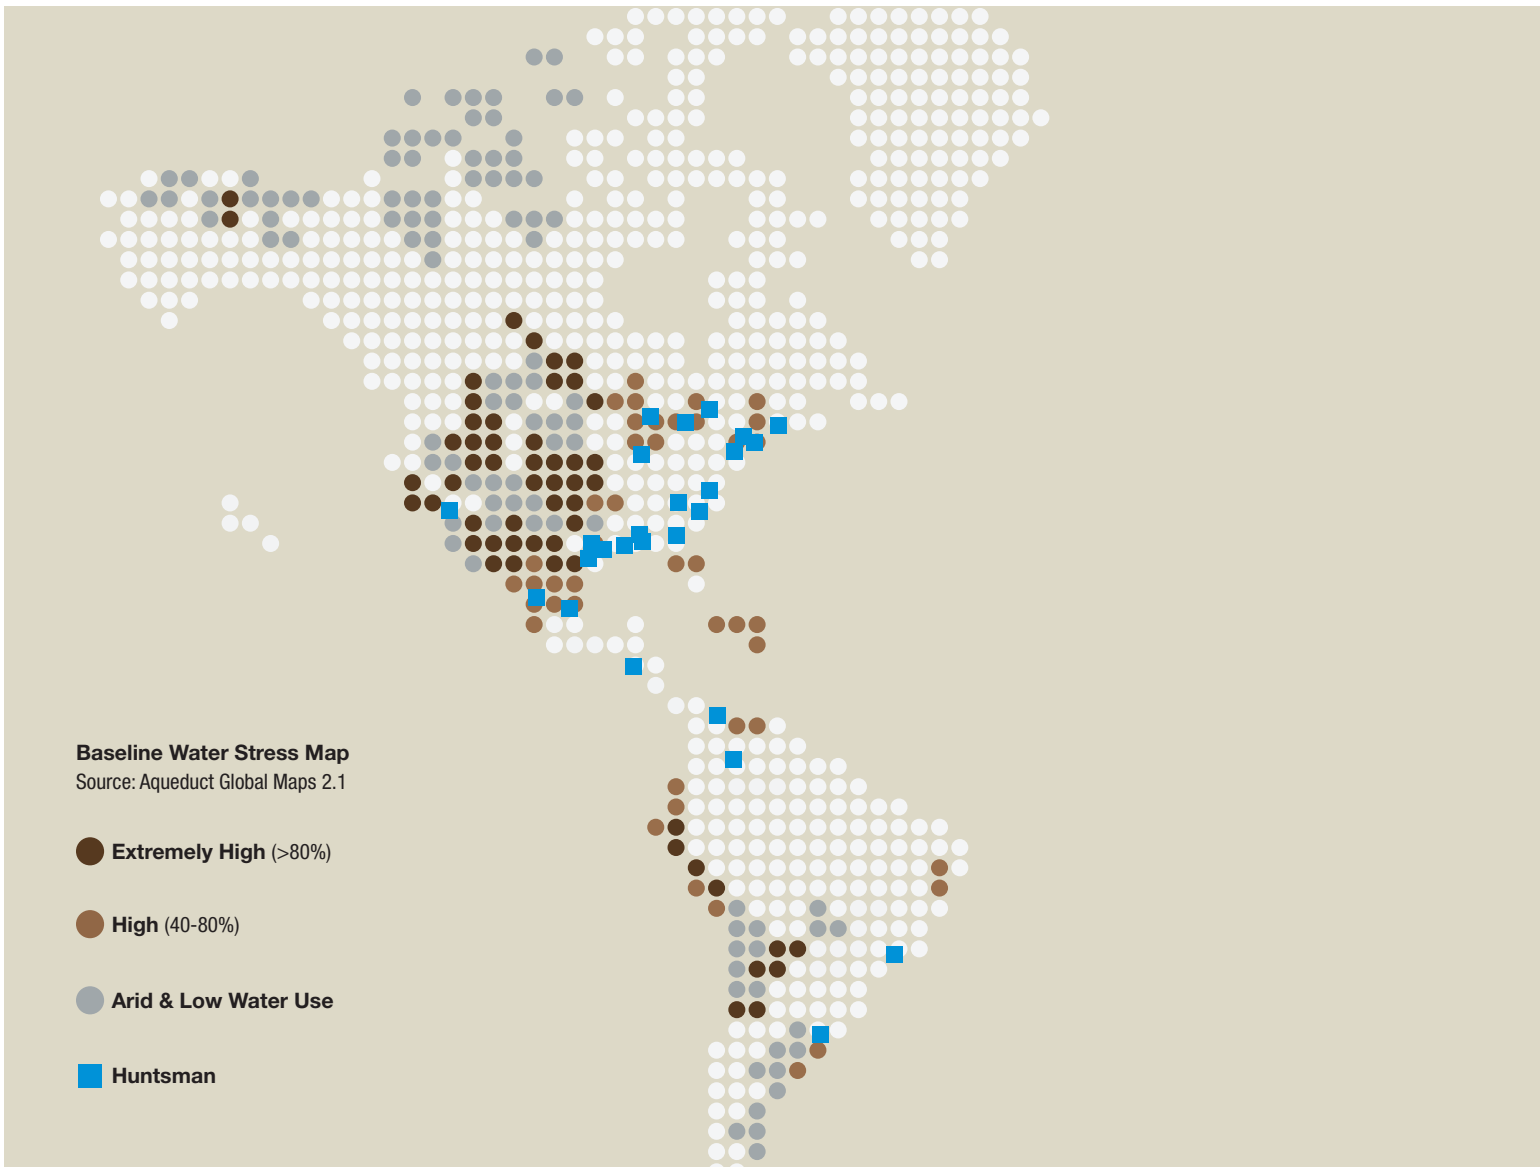 Baseline Water Stress Map
Source: Aqueduct Global Maps 2.1
Extremely High (>80%)
High (40-80%)
Arid & Low Water Use
Huntsman